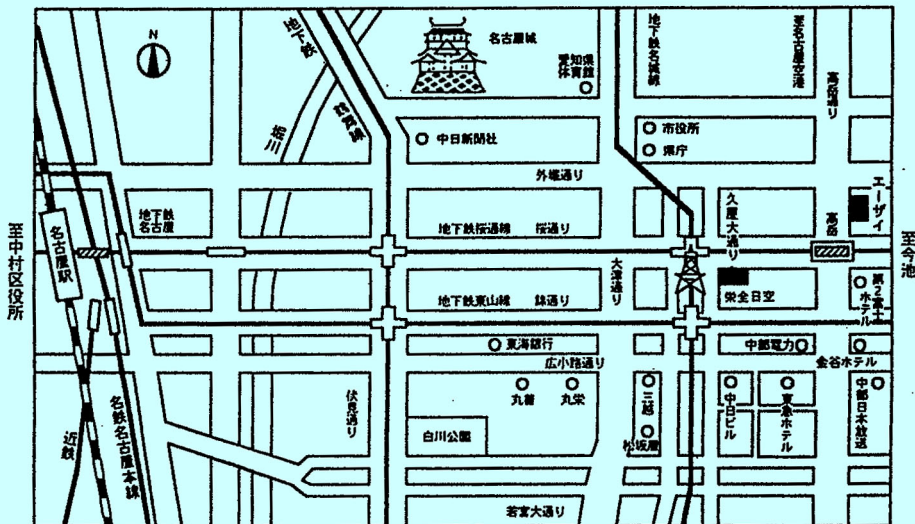 N
地下鉄
鶴舞線
名古屋城
愛知県
体育館
地下鉄名城線
至名古屋空港
高岳通り
堀川
中日新聞社
市役所
県庁
外堀通り
エーザイ
地下鉄
名古屋
地下鉄桜通線 桜通り
久屋大通り
高岳
至中村区役所
名古屋駅
至今池
大津通り
地下鉄東山線 錦通り
栄全日空
第2富士
ホテル
東海銀行
中部電力
広小路通り
金谷ホテル
伏見通り
丸善
丸栄
三越
中日ビル
東急ホテル
中部日本放送
近鉄
名鉄名古屋本線
白川公園
松坂屋
若宮大通り